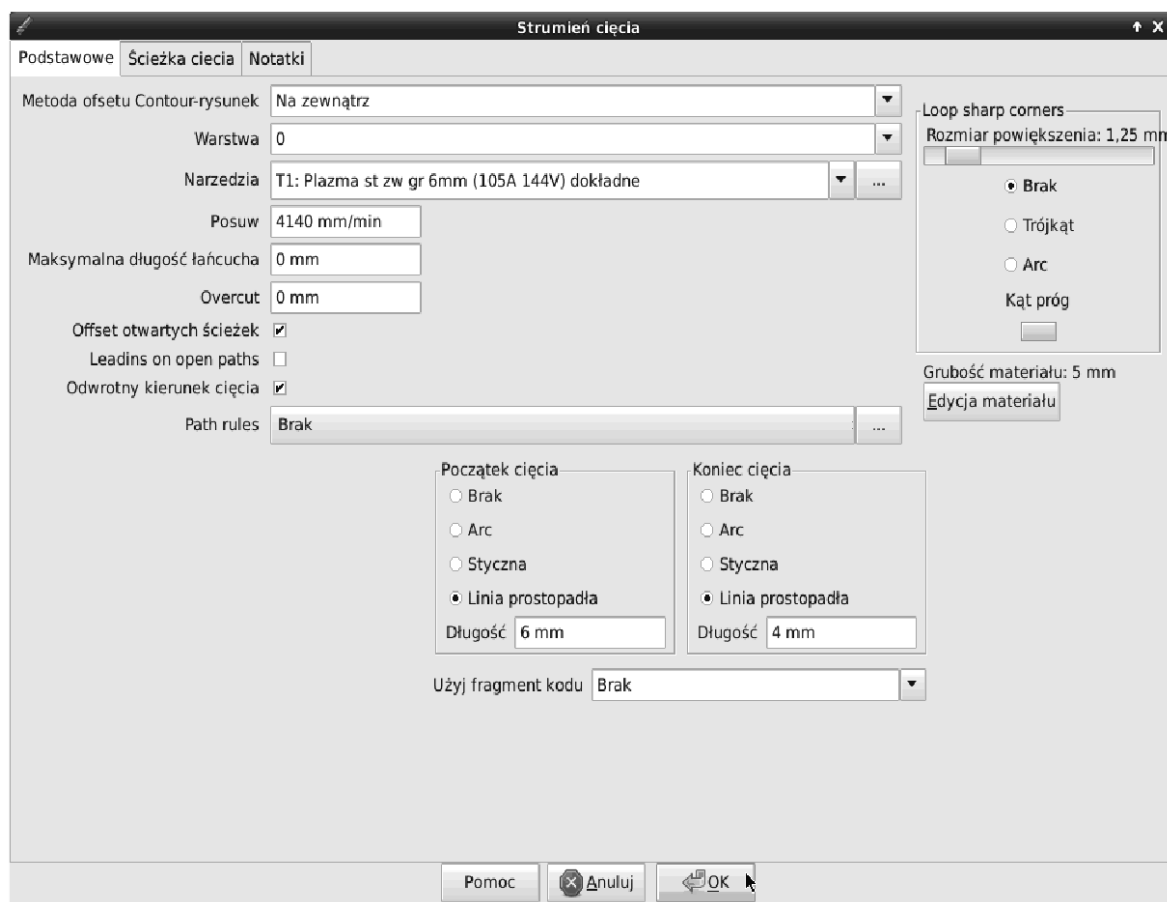 Strumień cięcia
Podstawowe Ścieżka ciecia Notatki
Metoda ofsetu Contour-rysunek Na zewnątrz
Warstwa 0
Narzedzia T1: Plazma st zw gr 6mm (105A 144V) dokładne ...
Posuw 4140 mm/min
Maksymalna długość łańcucha 0 mm
Overcut 0 mm
Offset otwartych ścieżek
Leadins on open paths
Odwrotny kierunek cięcia
Path rules Brak ...
Loop sharp corners
Rozmiar powiększenia: 1,25 mm
Brak
Trójkąt
Arc
Kąt próg
Grubość materiału: 5 mm
Edycja materiału
Początek cięcia
Brak
Arc
Styczna
Linia prostopadła
Długość 6 mm
Koniec cięcia
Brak
Arc
Styczna
Linia prostopadła
Długość 4 mm
Użyj fragment kodu Brak
Pomoc Anuluj OK